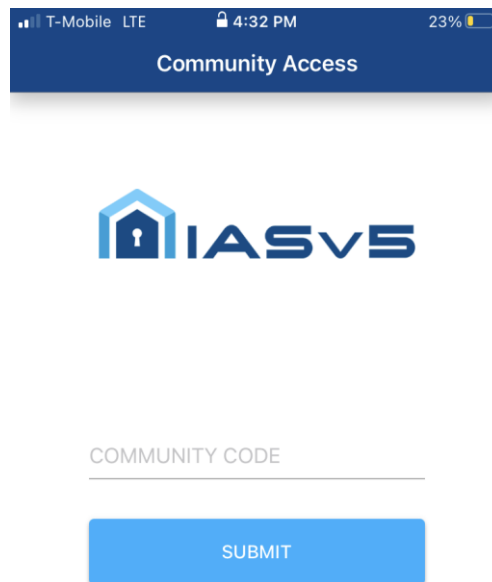 T-Mobile LTE 4:32 PM 23%
Community Access
IASv5
COMMUNITY CODE
SUBMIT